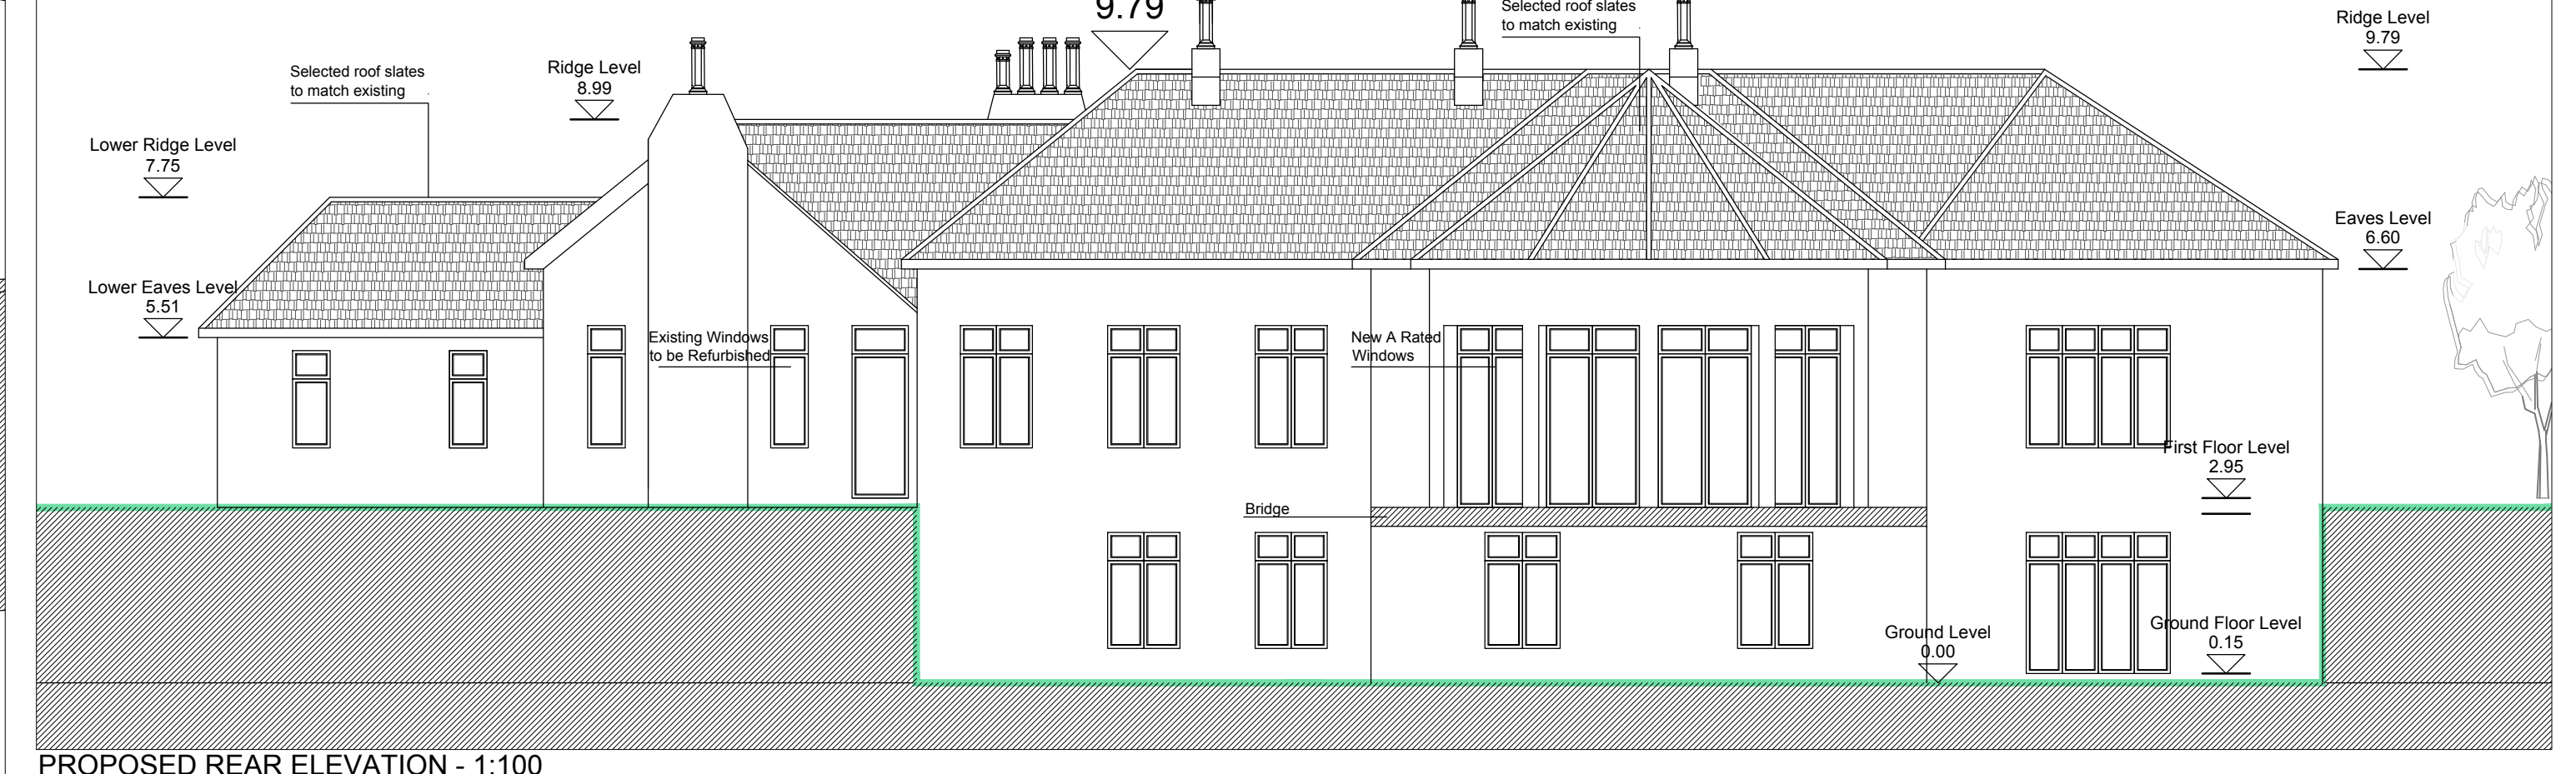 9.79
Selected roof slates
to match existing
Ridge Level
9.79
Ridge Level
8.99
Selected roof slates
to match existing
Lower Ridge Level
7.75
Eaves Level
6.60
Lower Eaves Level
5.51
Existing Windows
to be Refurbished
New A Rated
Windows
First Floor Level
2.95
Bridge
Ground Level
0.00
Ground Floor Level
0.15
PROPOSED REAR ELEVATION - 1:100